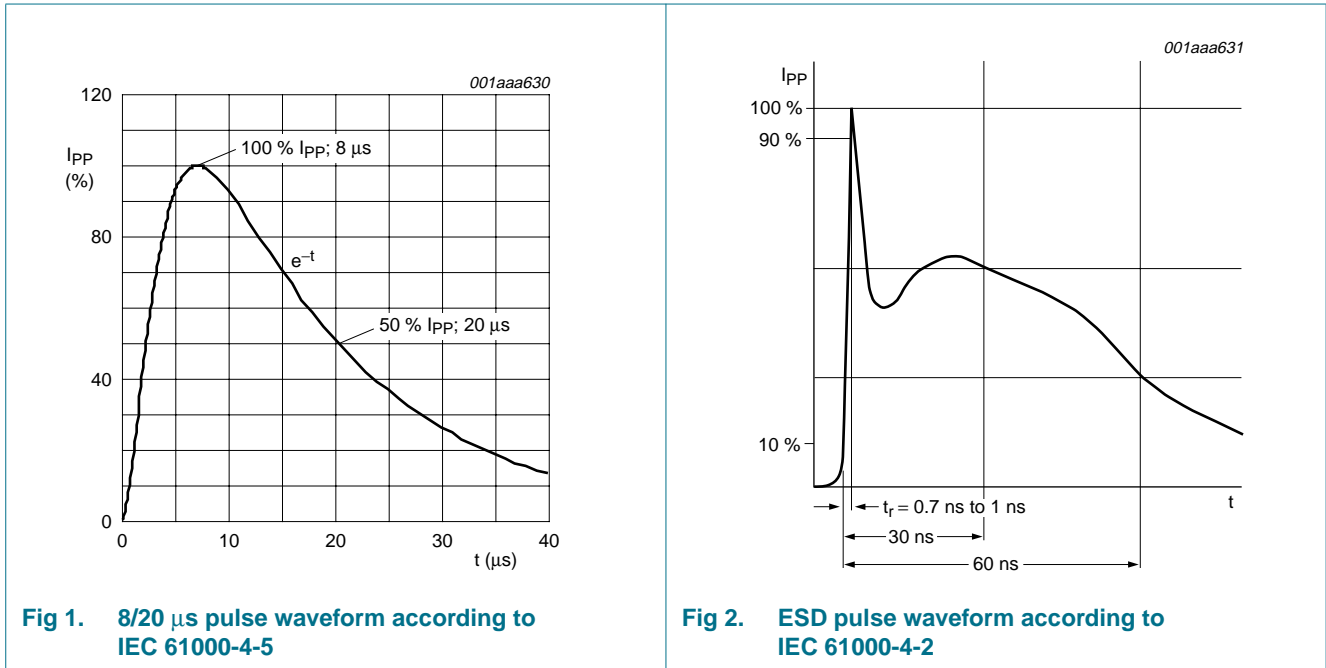 001aaa630
120
IPP
(%)
100 % IPP; 8 μs
80
e–t
50 % IPP; 20 μs
40
0
0 10 20 30 40
t (μs)
Fig 1. 8/20 μs pulse waveform according to
IEC 61000-4-5
001aaa631
IPP
100 %
90 %
10 %
t
tr = 0.7 ns to 1 ns
30 ns
60 ns
Fig 2. ESD pulse waveform according to
IEC 61000-4-2